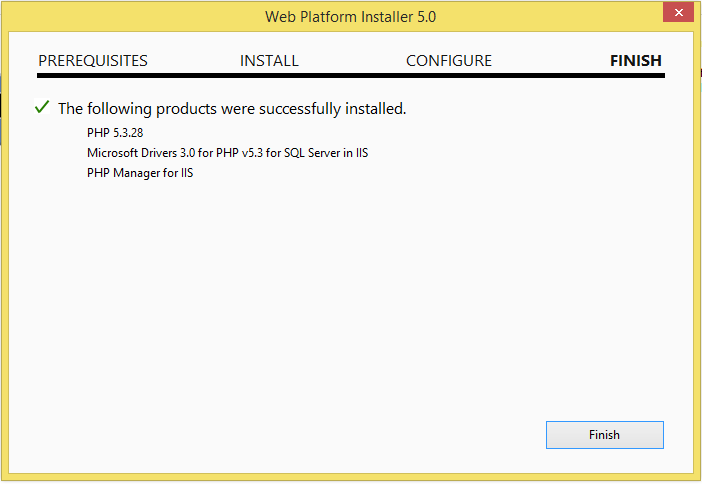 Web Platform Installer 5.0
PREREQUISITES INSTALL CONFIGURE FINISH
The following products were successfully installed.
PHP 5.3.28
Microsoft Drivers 3.0 for PHP v5.3 for SQL Server in IIS
PHP Manager for IIS
Finish